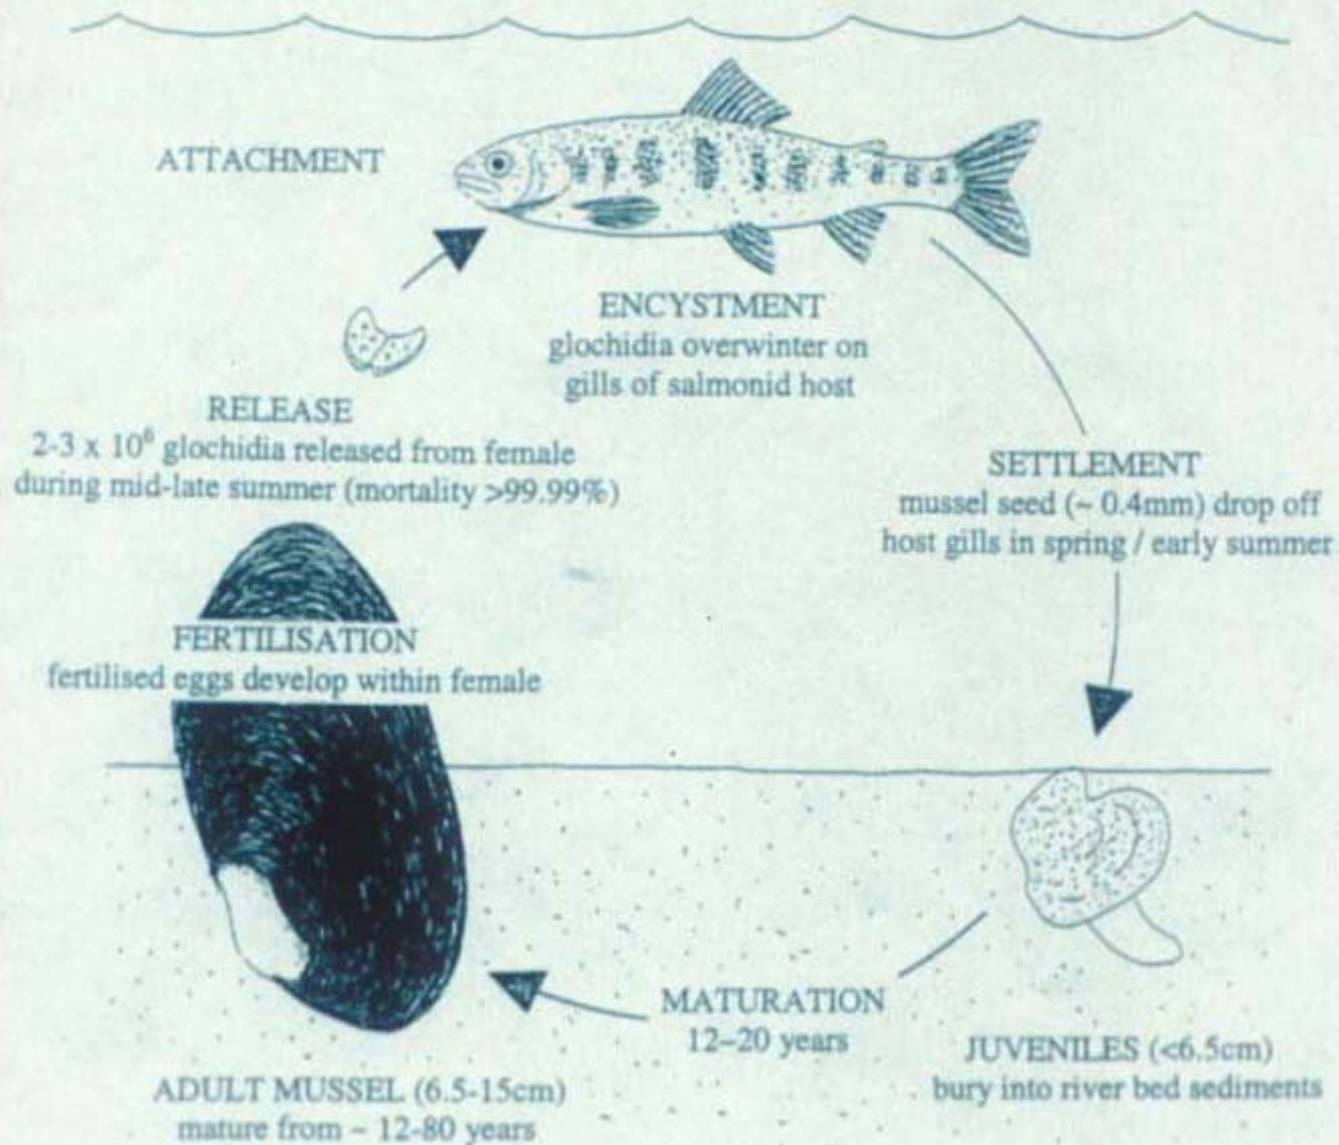 ATTACHMENT
ENCYSTMENT
glochidia overwinter on
gills of salmonid host
RELEASE
2-3 x 10⁶ glochidia released from female
during mid-late summer (mortality >99.99%)
SETTLEMENT
mussel seed (~ 0.4mm) drop off
host gills in spring / early summer
FERTILISATION
fertilised eggs develop within female
MATURATION
12–20 years
JUVENILES (<6.5cm)
bury into river bed sediments
ADULT MUSSEL (6.5-15cm)
mature from ~ 12-80 years